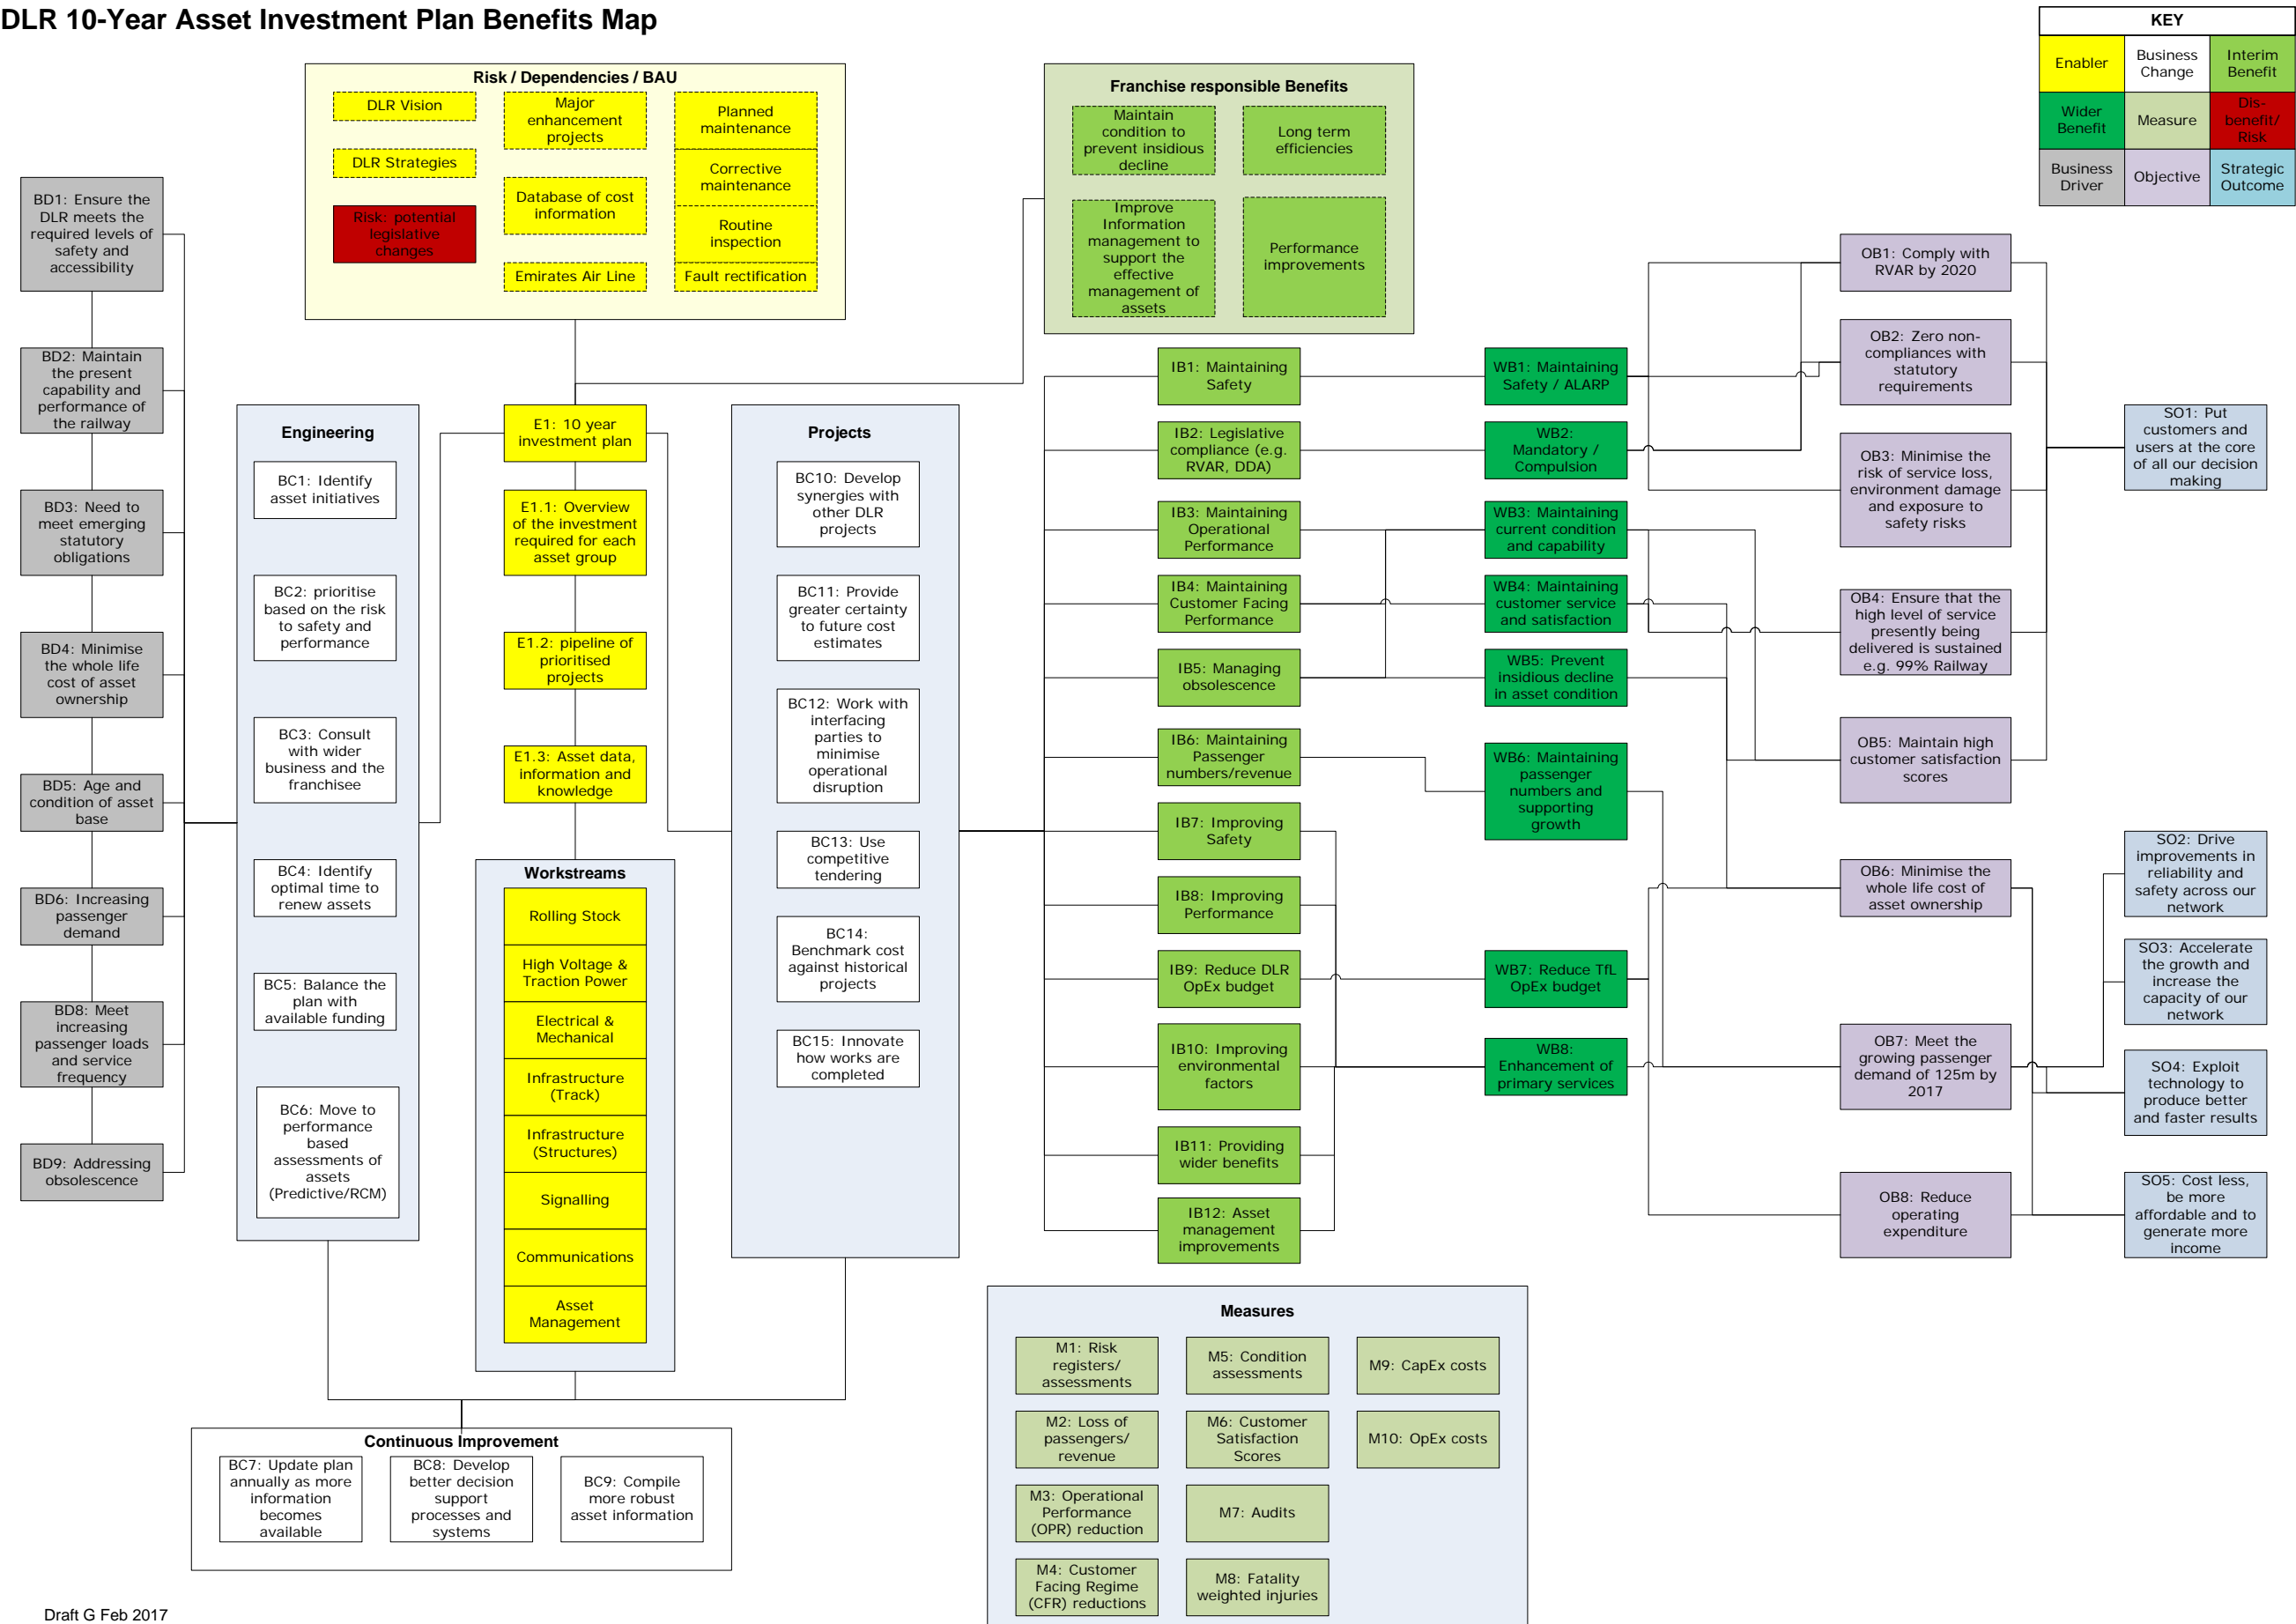 DLR 10-Year Asset Investment Plan Benefits Map
KEY
Enabler
Business
Change
Interim
Benefit
Wider
Benefit
Measure
Dis-
benefit/
Risk
Business
Driver
Objective
Strategic
Outcome
Risk / Dependencies / BAU
DLR Vision
DLR Strategies
Risk: potential
legislative
changes
Major
enhancement
projects
Database of cost
information
Emirates Air Line
Planned
maintenance
Corrective
maintenance
Routine
inspection
Fault rectification
Franchise responsible Benefits
Maintain
condition to
prevent insidious
decline
Long term
efficiencies
Improve
Information
management to
support the
effective
management of
assets
Performance
improvements
BD1: Ensure the
DLR meets the
required levels of
safety and
accessibility
BD2: Maintain
the present
capability and
performance of
the railway
BD3: Need to
meet emerging
statutory
obligations
BD4: Minimise
the whole life
cost of asset
ownership
BD5: Age and
condition of asset
base
BD6: Increasing
passenger
demand
BD8: Meet
increasing
passenger loads
and service
frequency
BD9: Addressing
obsolescence
Engineering
BC1: Identify
asset initiatives
BC2: prioritise
based on the risk
to safety and
performance
BC3: Consult
with wider
business and the
franchisee
BC4: Identify
optimal time to
renew assets
BC5: Balance the
plan with
available funding
BC6: Move to
performance
based
assessments of
assets
(Predictive/RCM)
E1: 10 year
investment plan
E1.1: Overview
of the investment
required for each
asset group
E1.2: pipeline of
prioritised
projects
E1.3: Asset data,
information and
knowledge
Workstreams
Rolling Stock
High Voltage &
Traction Power
Electrical &
Mechanical
Infrastructure
(Track)
Infrastructure
(Structures)
Signalling
Communications
Asset
Management
Projects
BC10: Develop
synergies with
other DLR
projects
BC11: Provide
greater certainty
to future cost
estimates
BC12: Work with
interfacing
parties to
minimise
operational
disruption
BC13: Use
competitive
tendering
BC14:
Benchmark cost
against historical
projects
BC15: Innovate
how works are
completed
IB1: Maintaining
Safety
IB2: Legislative
compliance (e.g.
RVAR, DDA)
IB3: Maintaining
Operational
Performance
IB4: Maintaining
Customer Facing
Performance
IB5: Managing
obsolescence
IB6: Maintaining
Passenger
numbers/revenue
IB7: Improving
Safety
IB8: Improving
Performance
IB9: Reduce DLR
OpEx budget
IB10: Improving
environmental
factors
IB11: Providing
wider benefits
IB12: Asset
management
improvements
WB1: Maintaining
Safety / ALARP
WB2:
Mandatory /
Compulsion
WB3: Maintaining
current condition
and capability
WB4: Maintaining
customer service
and satisfaction
WB5: Prevent
insidious decline
in asset condition
WB6: Maintaining
passenger
numbers and
supporting
growth
WB7: Reduce TfL
OpEx budget
WB8:
Enhancement of
primary services
OB1: Comply with
RVAR by 2020
OB2: Zero non-
compliances with
statutory
requirements
OB3: Minimise the
risk of service loss,
environment damage
and exposure to
safety risks
OB4: Ensure that the
high level of service
presently being
delivered is sustained
e.g. 99% Railway
OB5: Maintain high
customer satisfaction
scores
OB6: Minimise the
whole life cost of
asset ownership
OB7: Meet the
growing passenger
demand of 125m by
2017
OB8: Reduce
operating
expenditure
SO1: Put
customers and
users at the core
of all our decision
making
SO2: Drive
improvements in
reliability and
safety across our
network
SO3: Accelerate
the growth and
increase the
capacity of our
network
SO4: Exploit
technology to
produce better
and faster results
SO5: Cost less,
be more
affordable and to
generate more
income
Continuous Improvement
BC7: Update plan
annually as more
information
becomes
available
BC8: Develop
better decision
support
processes and
systems
BC9: Compile
more robust
asset information
Measures
M1: Risk
registers/
assessments
M2: Loss of
passengers/
revenue
M3: Operational
Performance
(OPR) reduction
M4: Customer
Facing Regime
(CFR) reductions
M5: Condition
assessments
M6: Customer
Satisfaction
Scores
M7: Audits
M8: Fatality
weighted injuries
M9: CapEx costs
M10: OpEx costs
Draft G Feb 2017